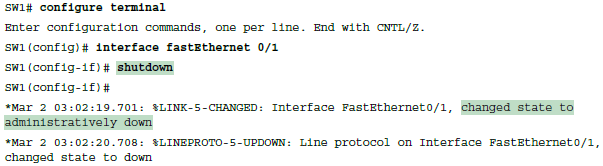 SW1# configure terminal
Enter configuration commands, one per line. End with CNTL/Z.
SW1(config)# interface fastEthernet 0/1
SW1(config-if)# shutdown
SW1(config-if)#
*Mar 2 03:02:19.701: %LINK-5-CHANGED: Interface FastEthernet0/1, changed state to
administratively down
*Mar 2 03:02:20.708: %LINEPROTO-5-UPDOWN: Line protocol on Interface FastEthernet0/1,
changed state to down